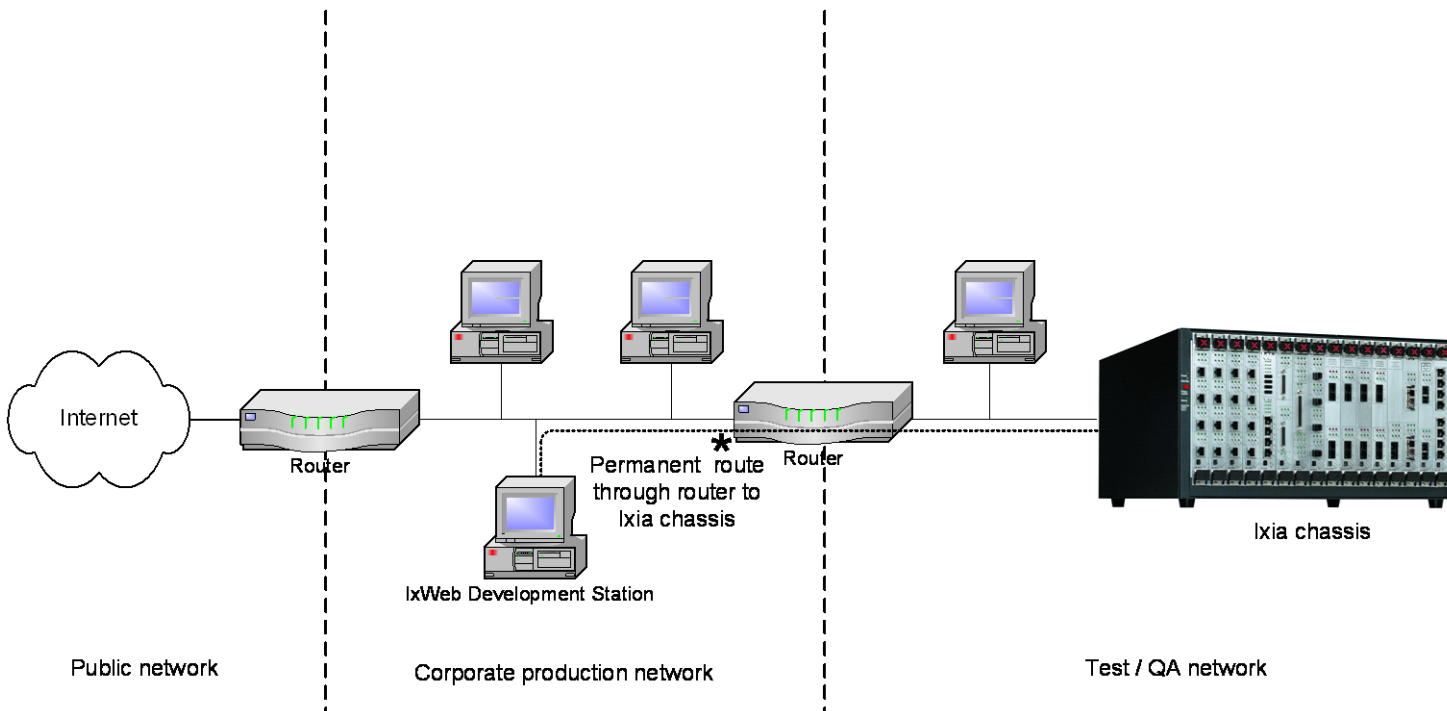 Internet
Router
*
Permanent route
through router to
Ixia chassis
Router
Ixia chassis
IxWeb Development Station
Public network
Corporate production network
Test / QA network